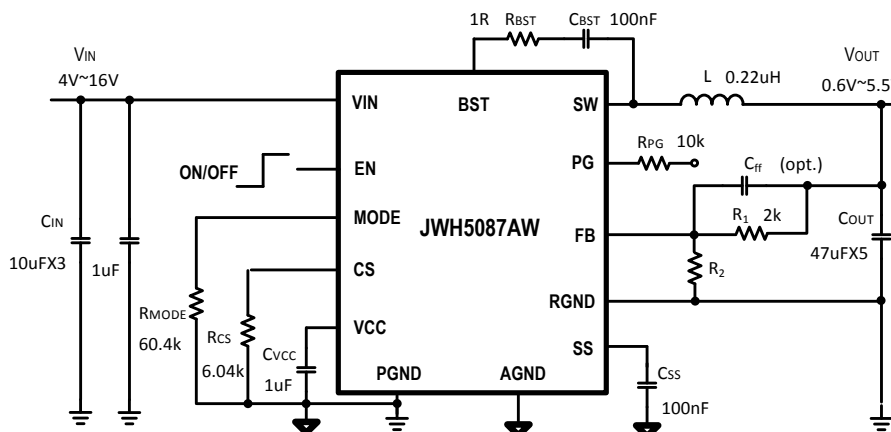 1R RBST CBST 100nF
VIN
4V~16V
VOUT
0.6V~5.5
L 0.22uH
VIN
BST
SW
ON/OFF
EN
PG
RPG 10k
Cff (opt.)
MODE
JWH5087AW
FB
R1 2k
CIN
10uFX3
1uF
COUT
47uFX5
CS
R2
RMODE
60.4k
RCS
6.04k
CVCC
1uF
VCC
RGND
SS
PGND
AGND
CSS
100nF